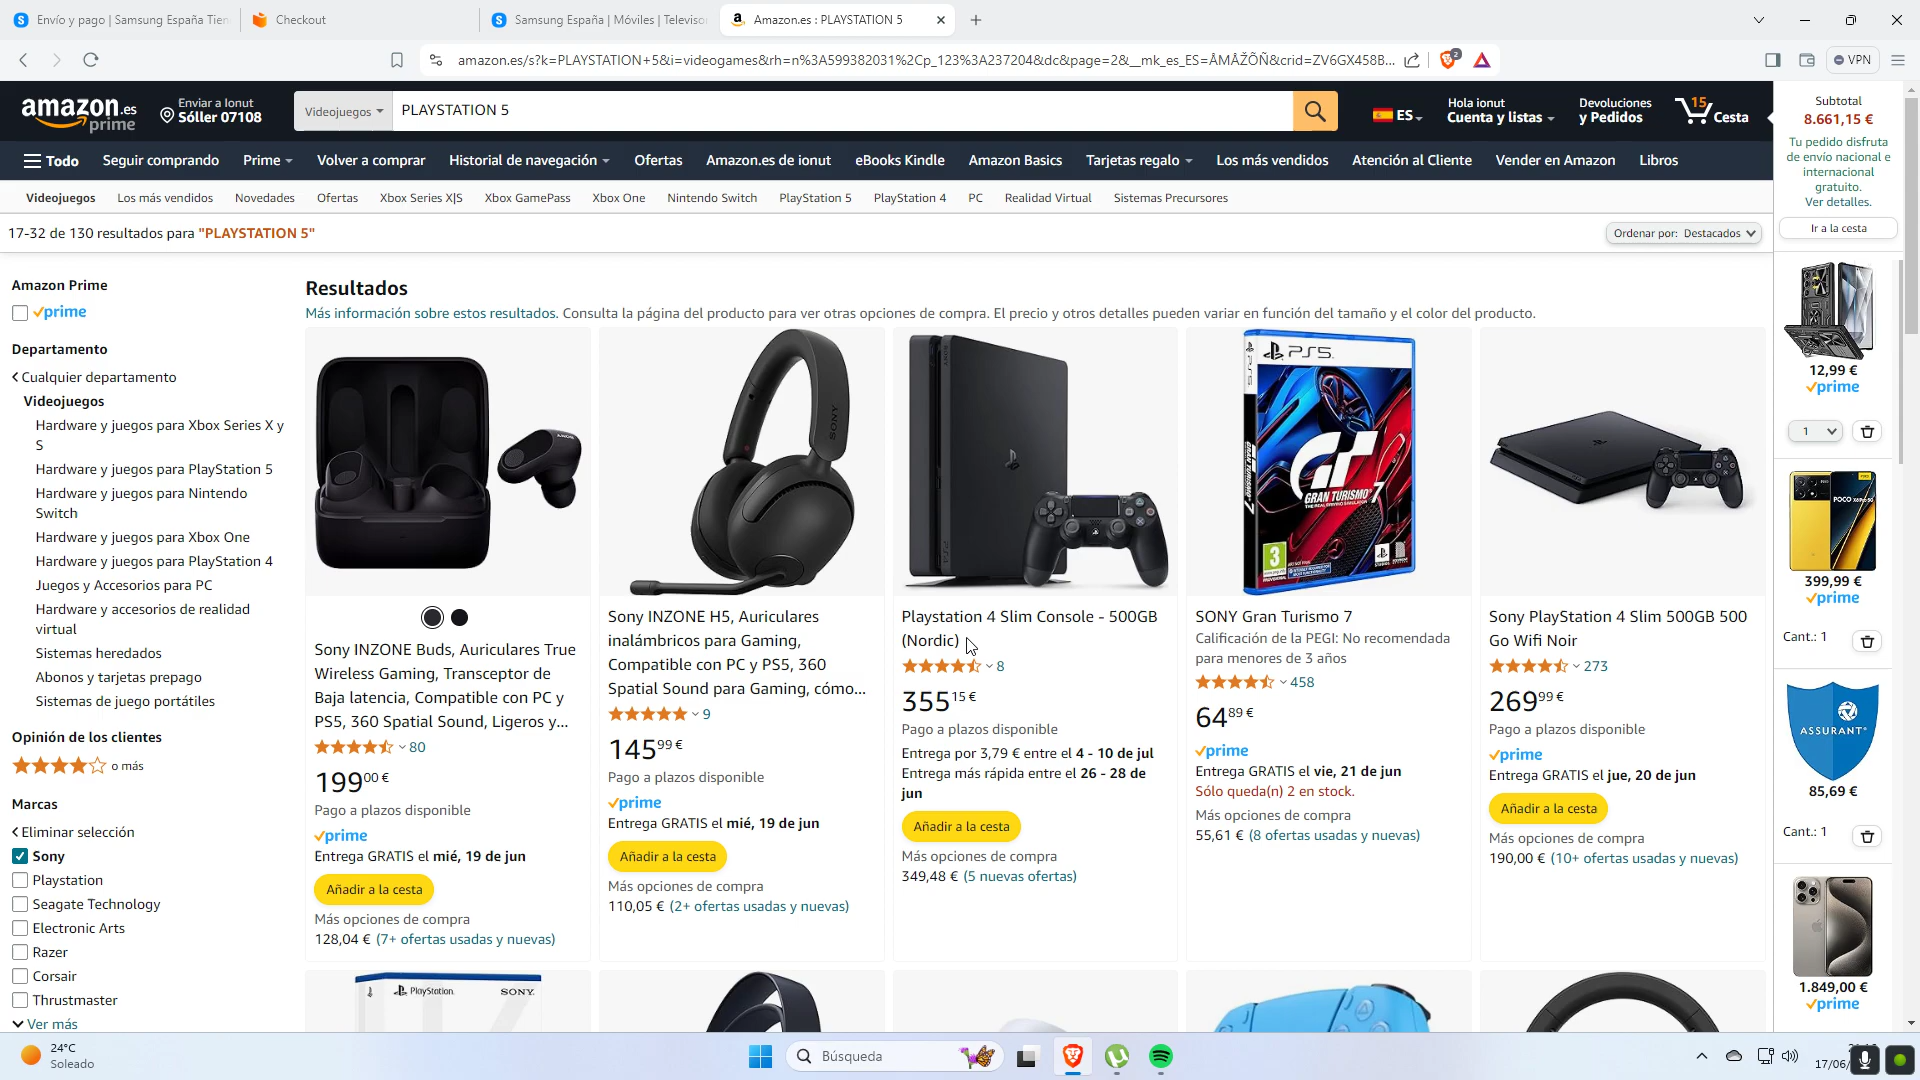 Envío y pago | Samsung España Tien
Checkout
Samsung España | Móviles | Televiso
Amazon.es : PLAYSTATION 5
amazon.es/s?k=PLAYSTATION+5&i=videogames&rh=n%3A599382031%2Cp_123%3A237204&dc&page=2&__mk_es_ES=ÅMÅŽÕÑ&crid=ZV6GX458B...
2
VPN
amazon.es
prime
Enviar a Ionut
Sóller 07108
Videojuegos
PLAYSTATION 5
ES
Hola ionut
Cuenta y listas
Devoluciones
y Pedidos
15
Cesta
Todo
Seguir comprando
Prime
Volver a comprar
Historial de navegación
Ofertas
Amazon.es de ionut
eBooks Kindle
Amazon Basics
Tarjetas regalo
Los más vendidos
Atención al Cliente
Vender en Amazon
Libros
Videojuegos
Los más vendidos
Novedades
Ofertas
Xbox Series X|S
Xbox GamePass
Xbox One
Nintendo Switch
PlayStation 5
PlayStation 4
PC
Realidad Virtual
Sistemas Precursores
17-32 de 130 resultados para "PLAYSTATION 5"
Ordenar por: Destacados
Amazon Prime
prime
Departamento
Cualquier departamento
Videojuegos
Hardware y juegos para Xbox Series X y
S
Hardware y juegos para PlayStation 5
Hardware y juegos para Nintendo
Switch
Hardware y juegos para Xbox One
Hardware y juegos para PlayStation 4
Juegos y Accesorios para PC
Hardware y accesorios de realidad
virtual
Sistemas heredados
Abonos y tarjetas prepago
Sistemas de juego portátiles
Opinión de los clientes
o más
Marcas
Eliminar selección
Sony
Playstation
Seagate Technology
Electronic Arts
Razer
Corsair
Thrustmaster
Ver más
Resultados
Más información sobre estos resultados. Consulta la página del producto para ver otras opciones de compra. El precio y otros detalles pueden variar en función del tamaño y el color del producto.
Sony INZONE Buds, Auriculares True
Wireless Gaming, Transceptor de
Baja latencia, Compatible con PC y
PS5, 360 Spatial Sound, Ligeros y...
80
199,00 €
Pago a plazos disponible
prime
Entrega GRATIS el mié, 19 de jun
Añadir a la cesta
Más opciones de compra
128,04 € (7+ ofertas usadas y nuevas)
SONY
Sony INZONE H5, Auriculares
inalámbricos para Gaming,
Compatible con PC y PS5, 360
Spatial Sound para Gaming, cómo...
9
145,99 €
Pago a plazos disponible
prime
Entrega GRATIS el mié, 19 de jun
Añadir a la cesta
Más opciones de compra
110,05 € (2+ ofertas usadas y nuevas)
Playstation 4 Slim Console - 500GB
(Nordic)
8
355,15 €
Pago a plazos disponible
Entrega por 3,79 € entre el 4 - 10 de jul
Entrega más rápida entre el 26 - 28 de
jun
Añadir a la cesta
Más opciones de compra
349,48 € (5 nuevas ofertas)
PS5
GT
GRAN TURISMO 7
THE REAL DRIVING SIMULATOR
3
SONY Gran Turismo 7
Calificación de la PEGI: No recomendada
para menores de 3 años
458
64,89 €
prime
Entrega GRATIS el vie, 21 de jun
Sólo queda(n) 2 en stock.
Más opciones de compra
55,61 € (8 ofertas usadas y nuevas)
Sony PlayStation 4 Slim 500GB 500
Go Wifi Noir
273
269,99 €
Pago a plazos disponible
prime
Entrega GRATIS el jue, 20 de jun
Añadir a la cesta
Más opciones de compra
190,00 € (10+ ofertas usadas y nuevas)
PlayStation
SONY
Subtotal
8.661,15 €
Tu pedido disfruta
de envío nacional e
internacional
gratuito.
Ver detalles.
Ir a la cesta
12,99 €
prime
1
POCO X6 Pro 5G
399,99 €
prime
Cant.: 1
ASSURANT
85,69 €
Cant.: 1
1.849,00 €
prime
24°C
Soleado
Búsqueda
17/06/